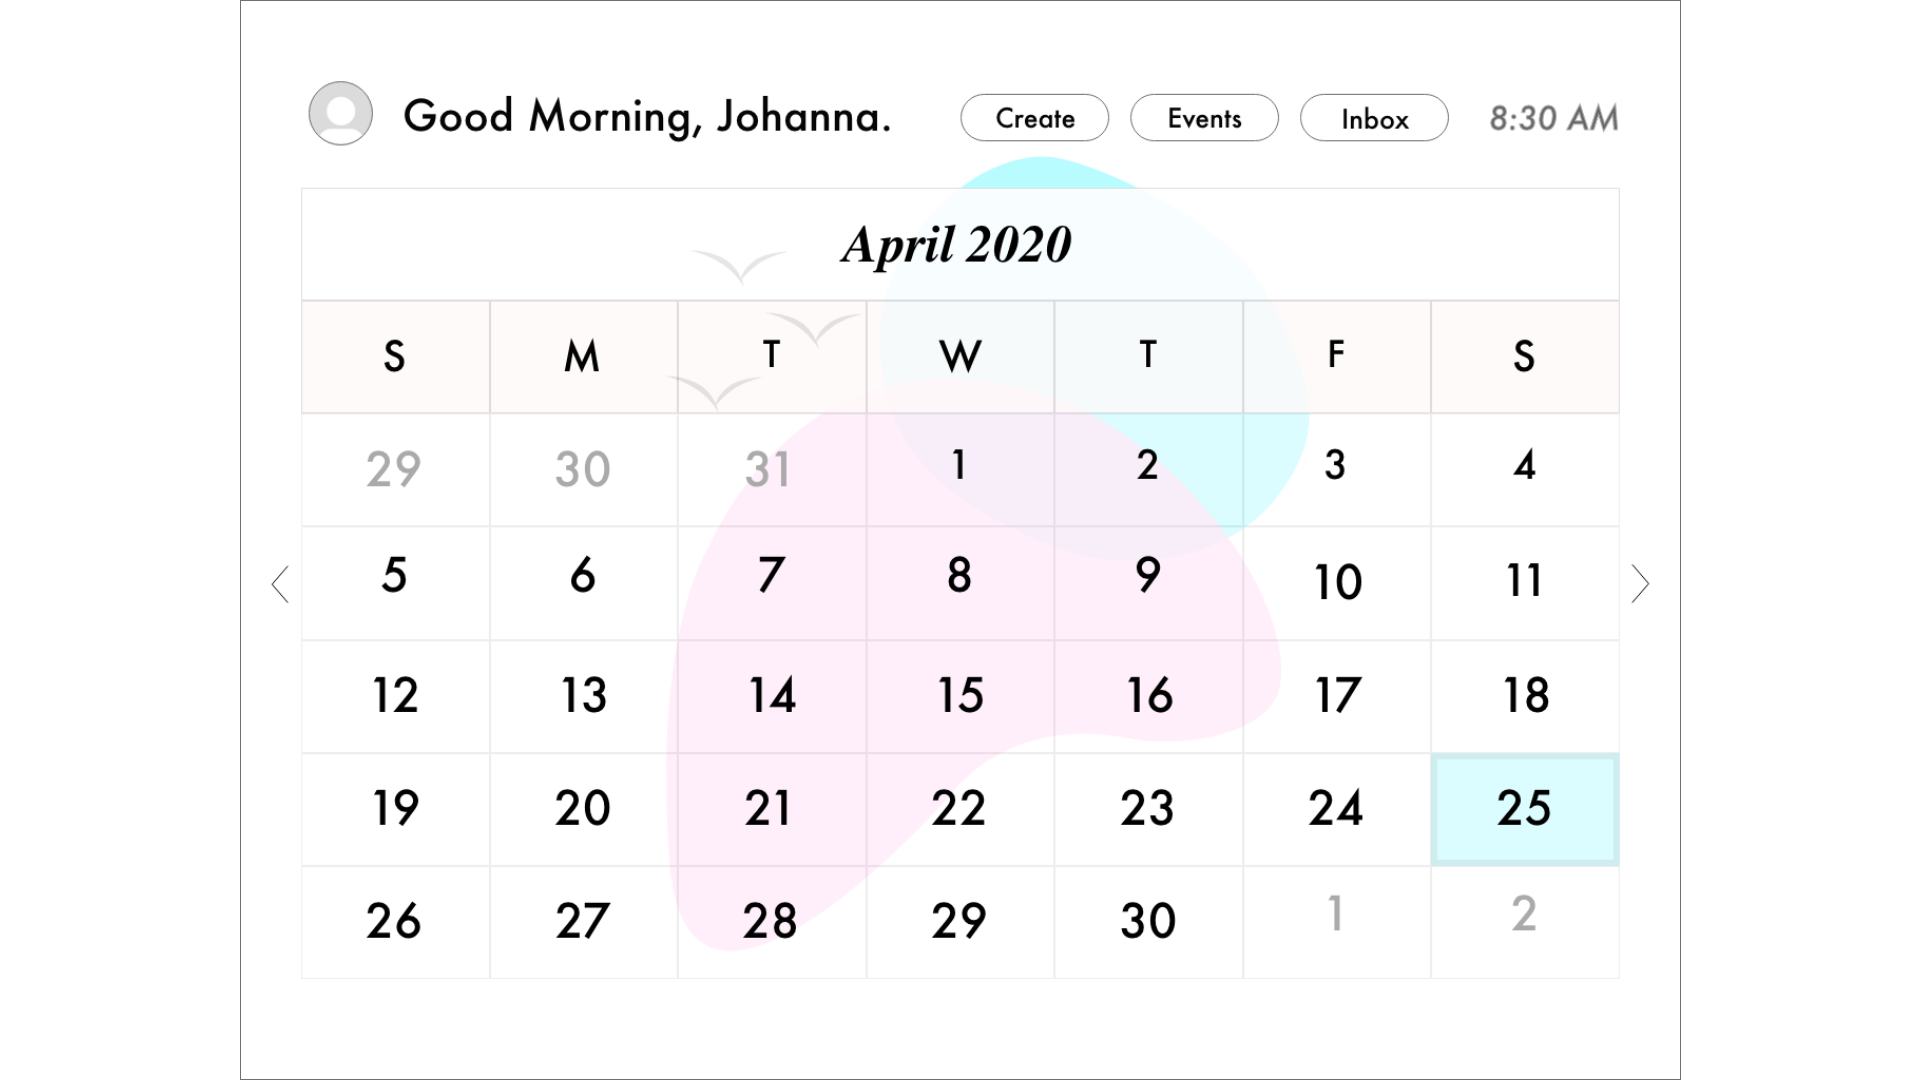 Good Morning, Johanna. Create Events Inbox 8:30 AM
April 2020
S M T W T F S
29 30 31 1 2 3 4
5 6 7 8 9 10 11
12 13 14 15 16 17 18
19 20 21 22 23 24 25
26 27 28 29 30 1 2